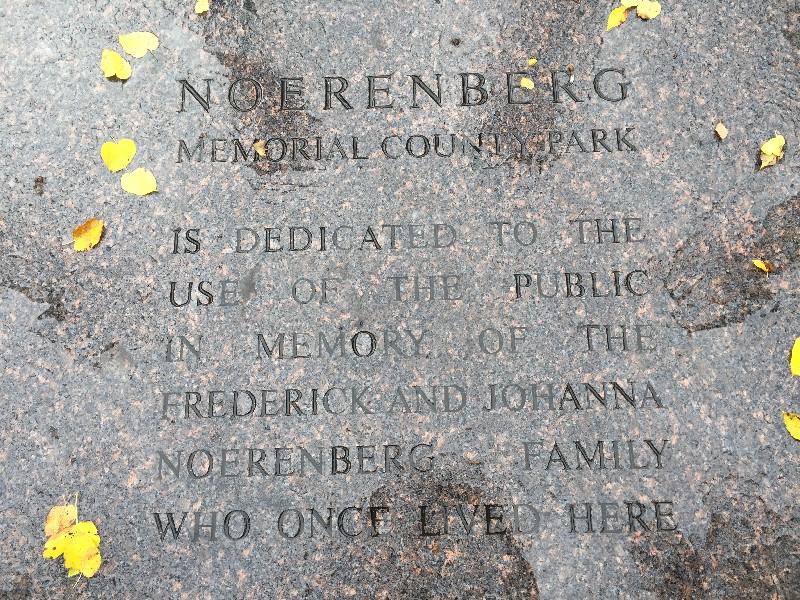 NOERENBERG
MEMORIAL COUNTY PARK
IS DEDICATED TO THE
USE OF THE PUBLIC
IN MEMORY OF THE
FREDERICK AND JOHANNA
NOERENBERG FAMILY
WHO ONCE LIVED HERE